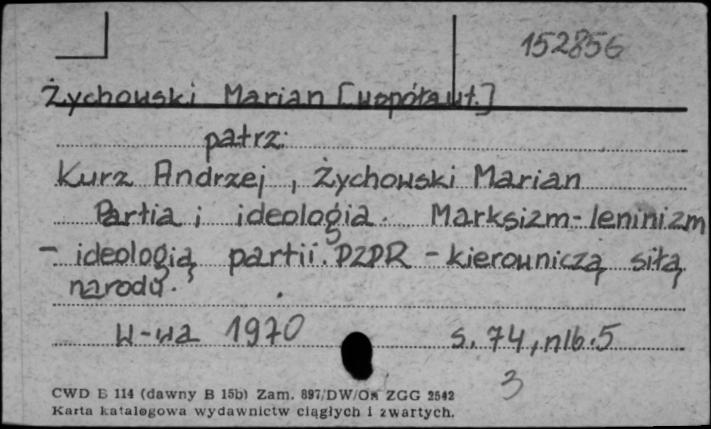 152856
Żychowski Marian [współaut.]
patrz:
Kurz Andrzej, Żychowski Marian
Partia i ideologia. Marksizm-leninizm
- ideologią partii. PZPR - kierowniczą siłą
narodu.
W-wa 1970 s. 74, nlb. 5
3
CWD B 114 (dawny B 15b) Zam. 897/DW/On ZGG 2542
Karta katalogowa wydawnictw ciągłych i zwartych.